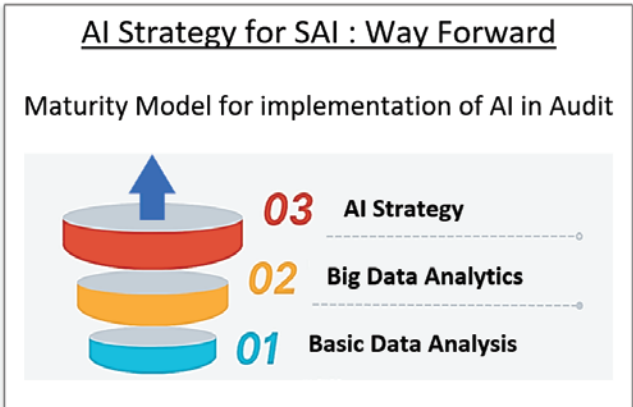 AI Strategy for SAI : Way Forward
Maturity Model for implementation of AI in Audit
03 AI Strategy
02 Big Data Analytics
01 Basic Data Analysis